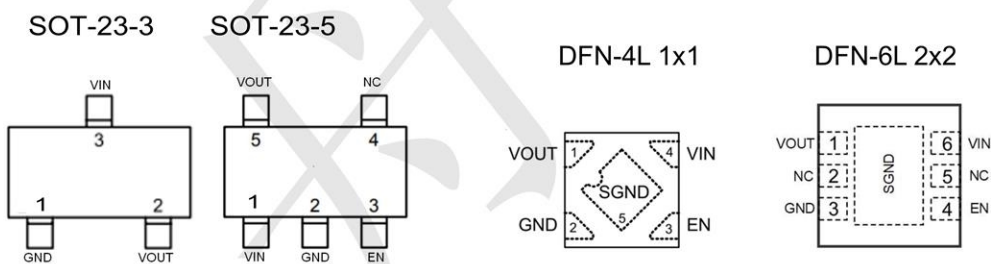 SOT-23-3
SOT-23-5
DFN-4L 1x1
DFN-6L 2x2
VIN
3
1
2
GND
VOUT
VOUT
NC
5
4
1
2
3
VIN
GND
EN
VOUT
1
4
VIN
SGND
GND
2
5
3
EN
VOUT
1
6
VIN
NC
2
SGND
5
NC
GND
3
4
EN